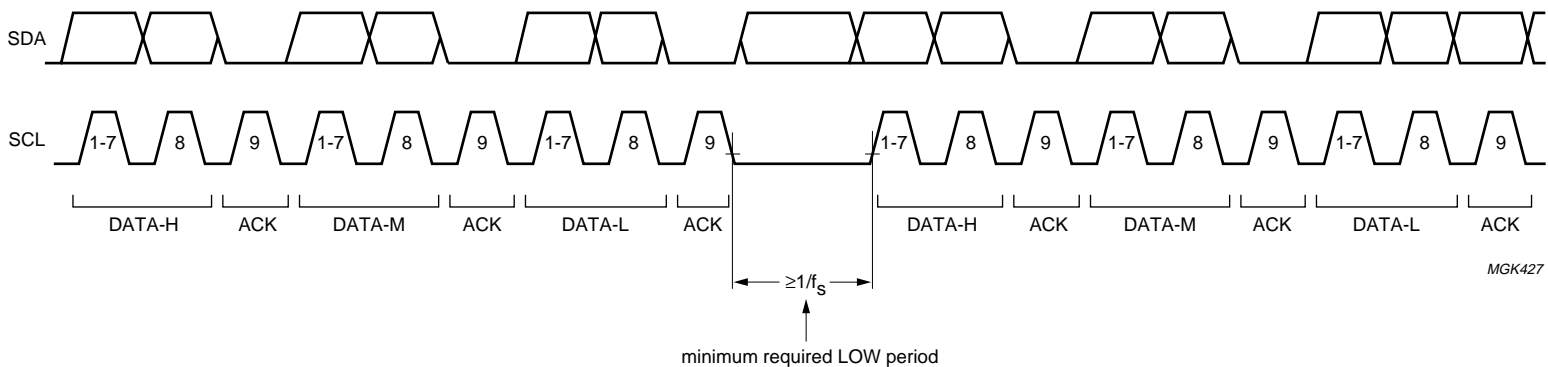 SDA
SCL 1-7 8 9 1-7 8 9 1-7 8 9 1-7 8 9 1-7 8 9 1-7 8 9
DATA-H ACK DATA-M ACK DATA-L ACK DATA-H ACK DATA-M ACK DATA-L ACK
MGK427
≥1/fs
minimum required LOW period